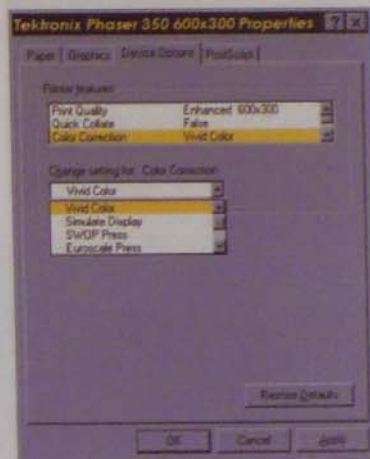 Tektronix Phaser 350 600x300 Properties
Paper Graphics Device Options PostScript
Printer features:
Print Quality Enhanced 600x300
Quick Collate False
Color Correction Vivid Color
Change setting for: Color Correction
Vivid Color
Vivid Color
Simulate Display
SWOP Press
Euroscale Press
Restore Defaults
OK Cancel Apply